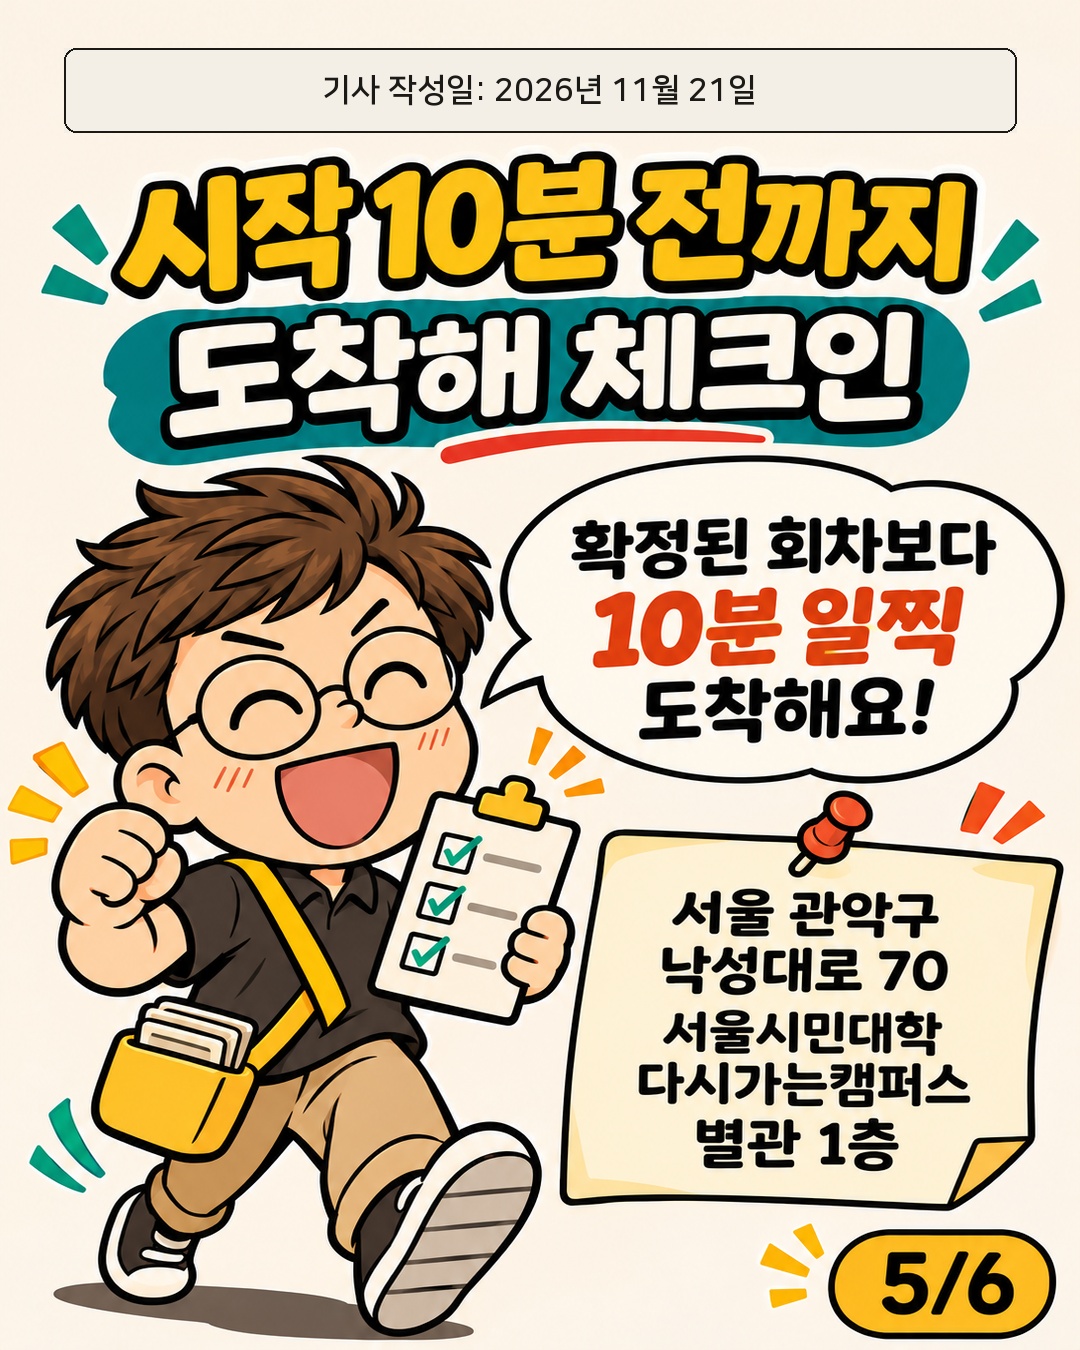 기사 작성일: 2026년 11월 21일
시작 10분 전까지
도착해 체크인
확정된 회차보다
10분 일찍
도착해요!
서울 관악구
낙성대로 70
서울시민대학
다시가는캠퍼스
별관 1층
5/6